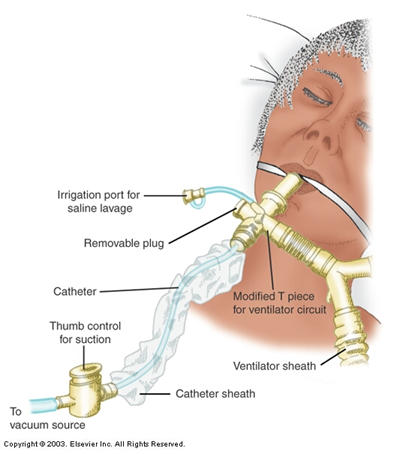 Irrigation port for
saline lavage
Removable plug
Catheter
Modified T piece
for ventilator circuit
Thumb control
for suction
Ventilator sheath
Catheter sheath
To
vacuum source
Copyright © 2003. Elsevier Inc. All Rights Reserved.